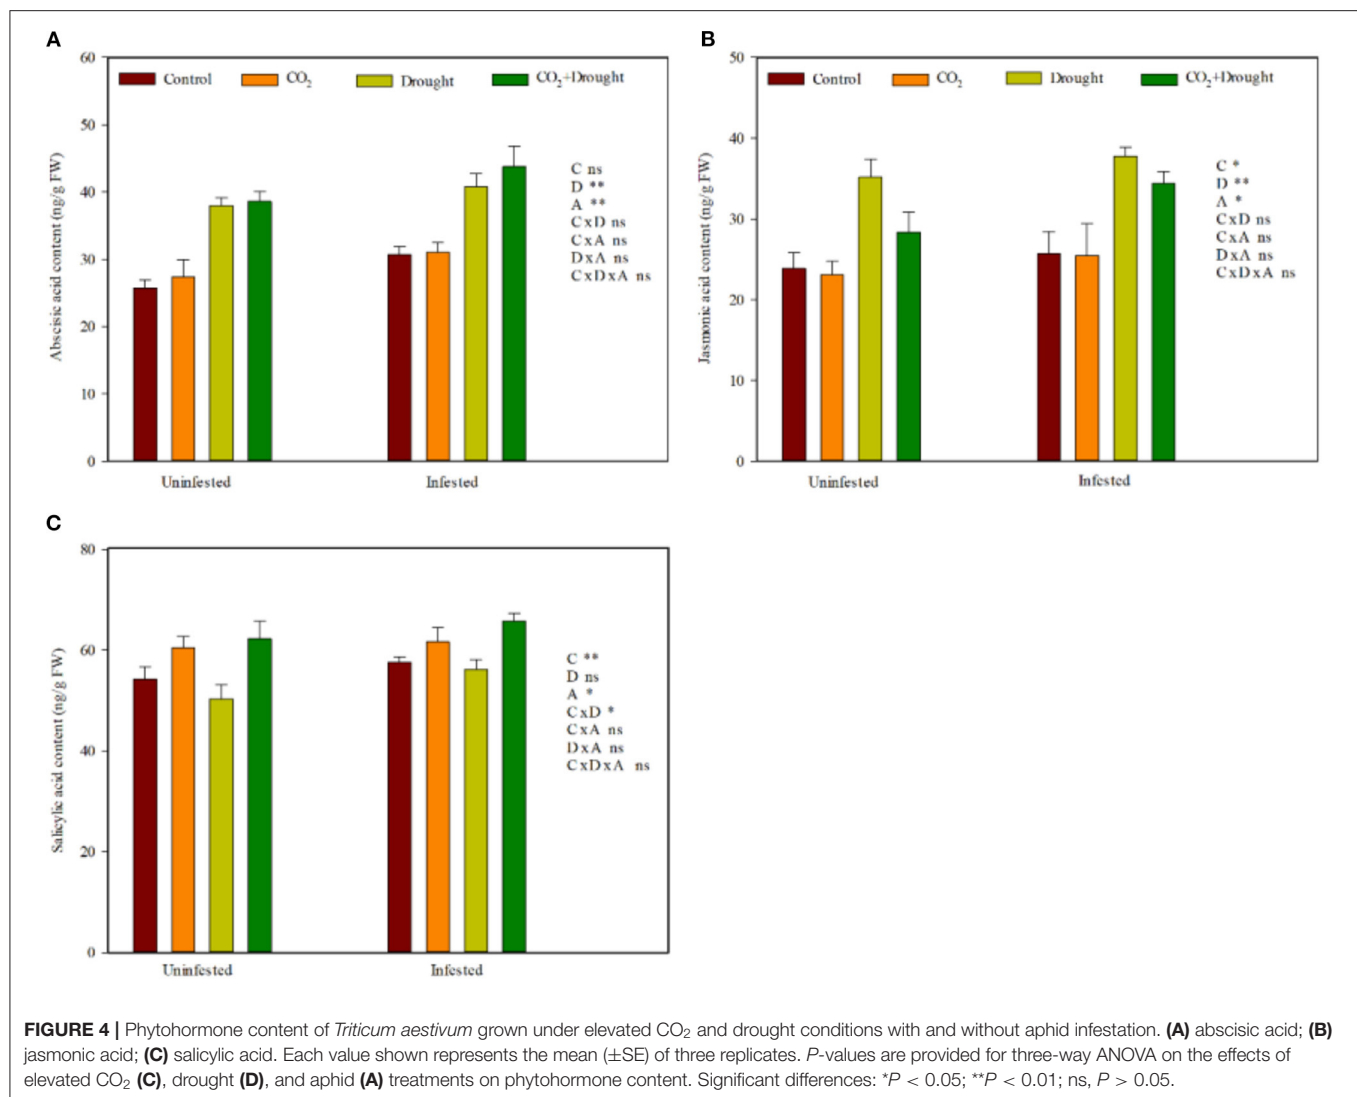 A
60
50
40
30
20
10
0
Abscisic acid content (ng/g FW)
Control
CO₂
Drought
CO₂+Drought
C ns
D **
A **
CxD ns
CxA ns
DxA ns
CxDxA ns
Uninfested
Infested
B
50
40
30
20
10
0
Jasmonic acid content (ng/g FW)
Control
CO₂
Drought
CO₂+Drought
C *
D **
A *
CxD ns
CxA ns
DxA ns
CxDxA ns
Uninfested
Infested
C
80
60
40
20
0
Salicylic acid content (ng/g FW)
C **
D ns
A *
CxD *
CxA ns
DxA ns
CxDxA ns
Uninfested
Infested
FIGURE 4 | Phytohormone content of Triticum aestivum grown under elevated CO₂ and drought conditions with and without aphid infestation. (A) abscisic acid; (B)
jasmonic acid; (C) salicylic acid. Each value shown represents the mean (±SE) of three replicates. P-values are provided for three-way ANOVA on the effects of
elevated CO₂ (C), drought (D), and aphid (A) treatments on phytohormone content. Significant differences: *P < 0.05; **P < 0.01; ns, P > 0.05.